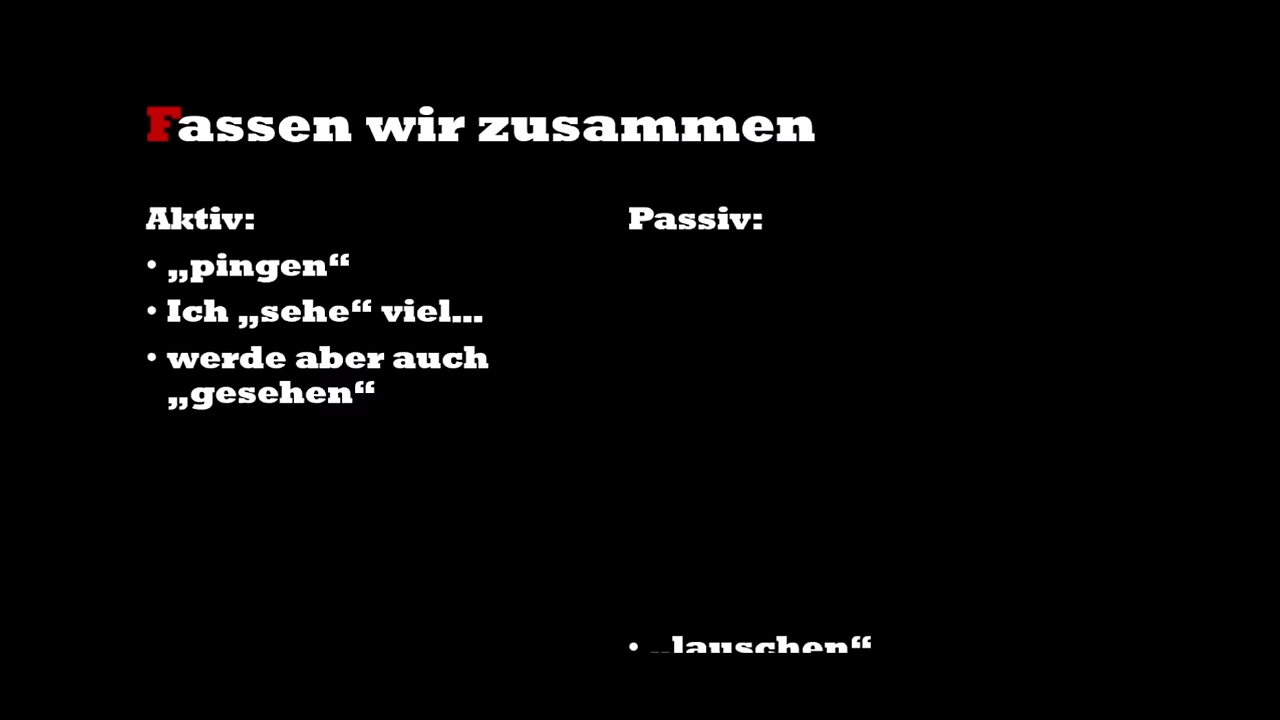 Fassen wir zusammen
Aktiv:
• „pingen“
• Ich „sehe“ viel...
• werde aber auch
„gesehen“
Passiv:
• „lauschen“